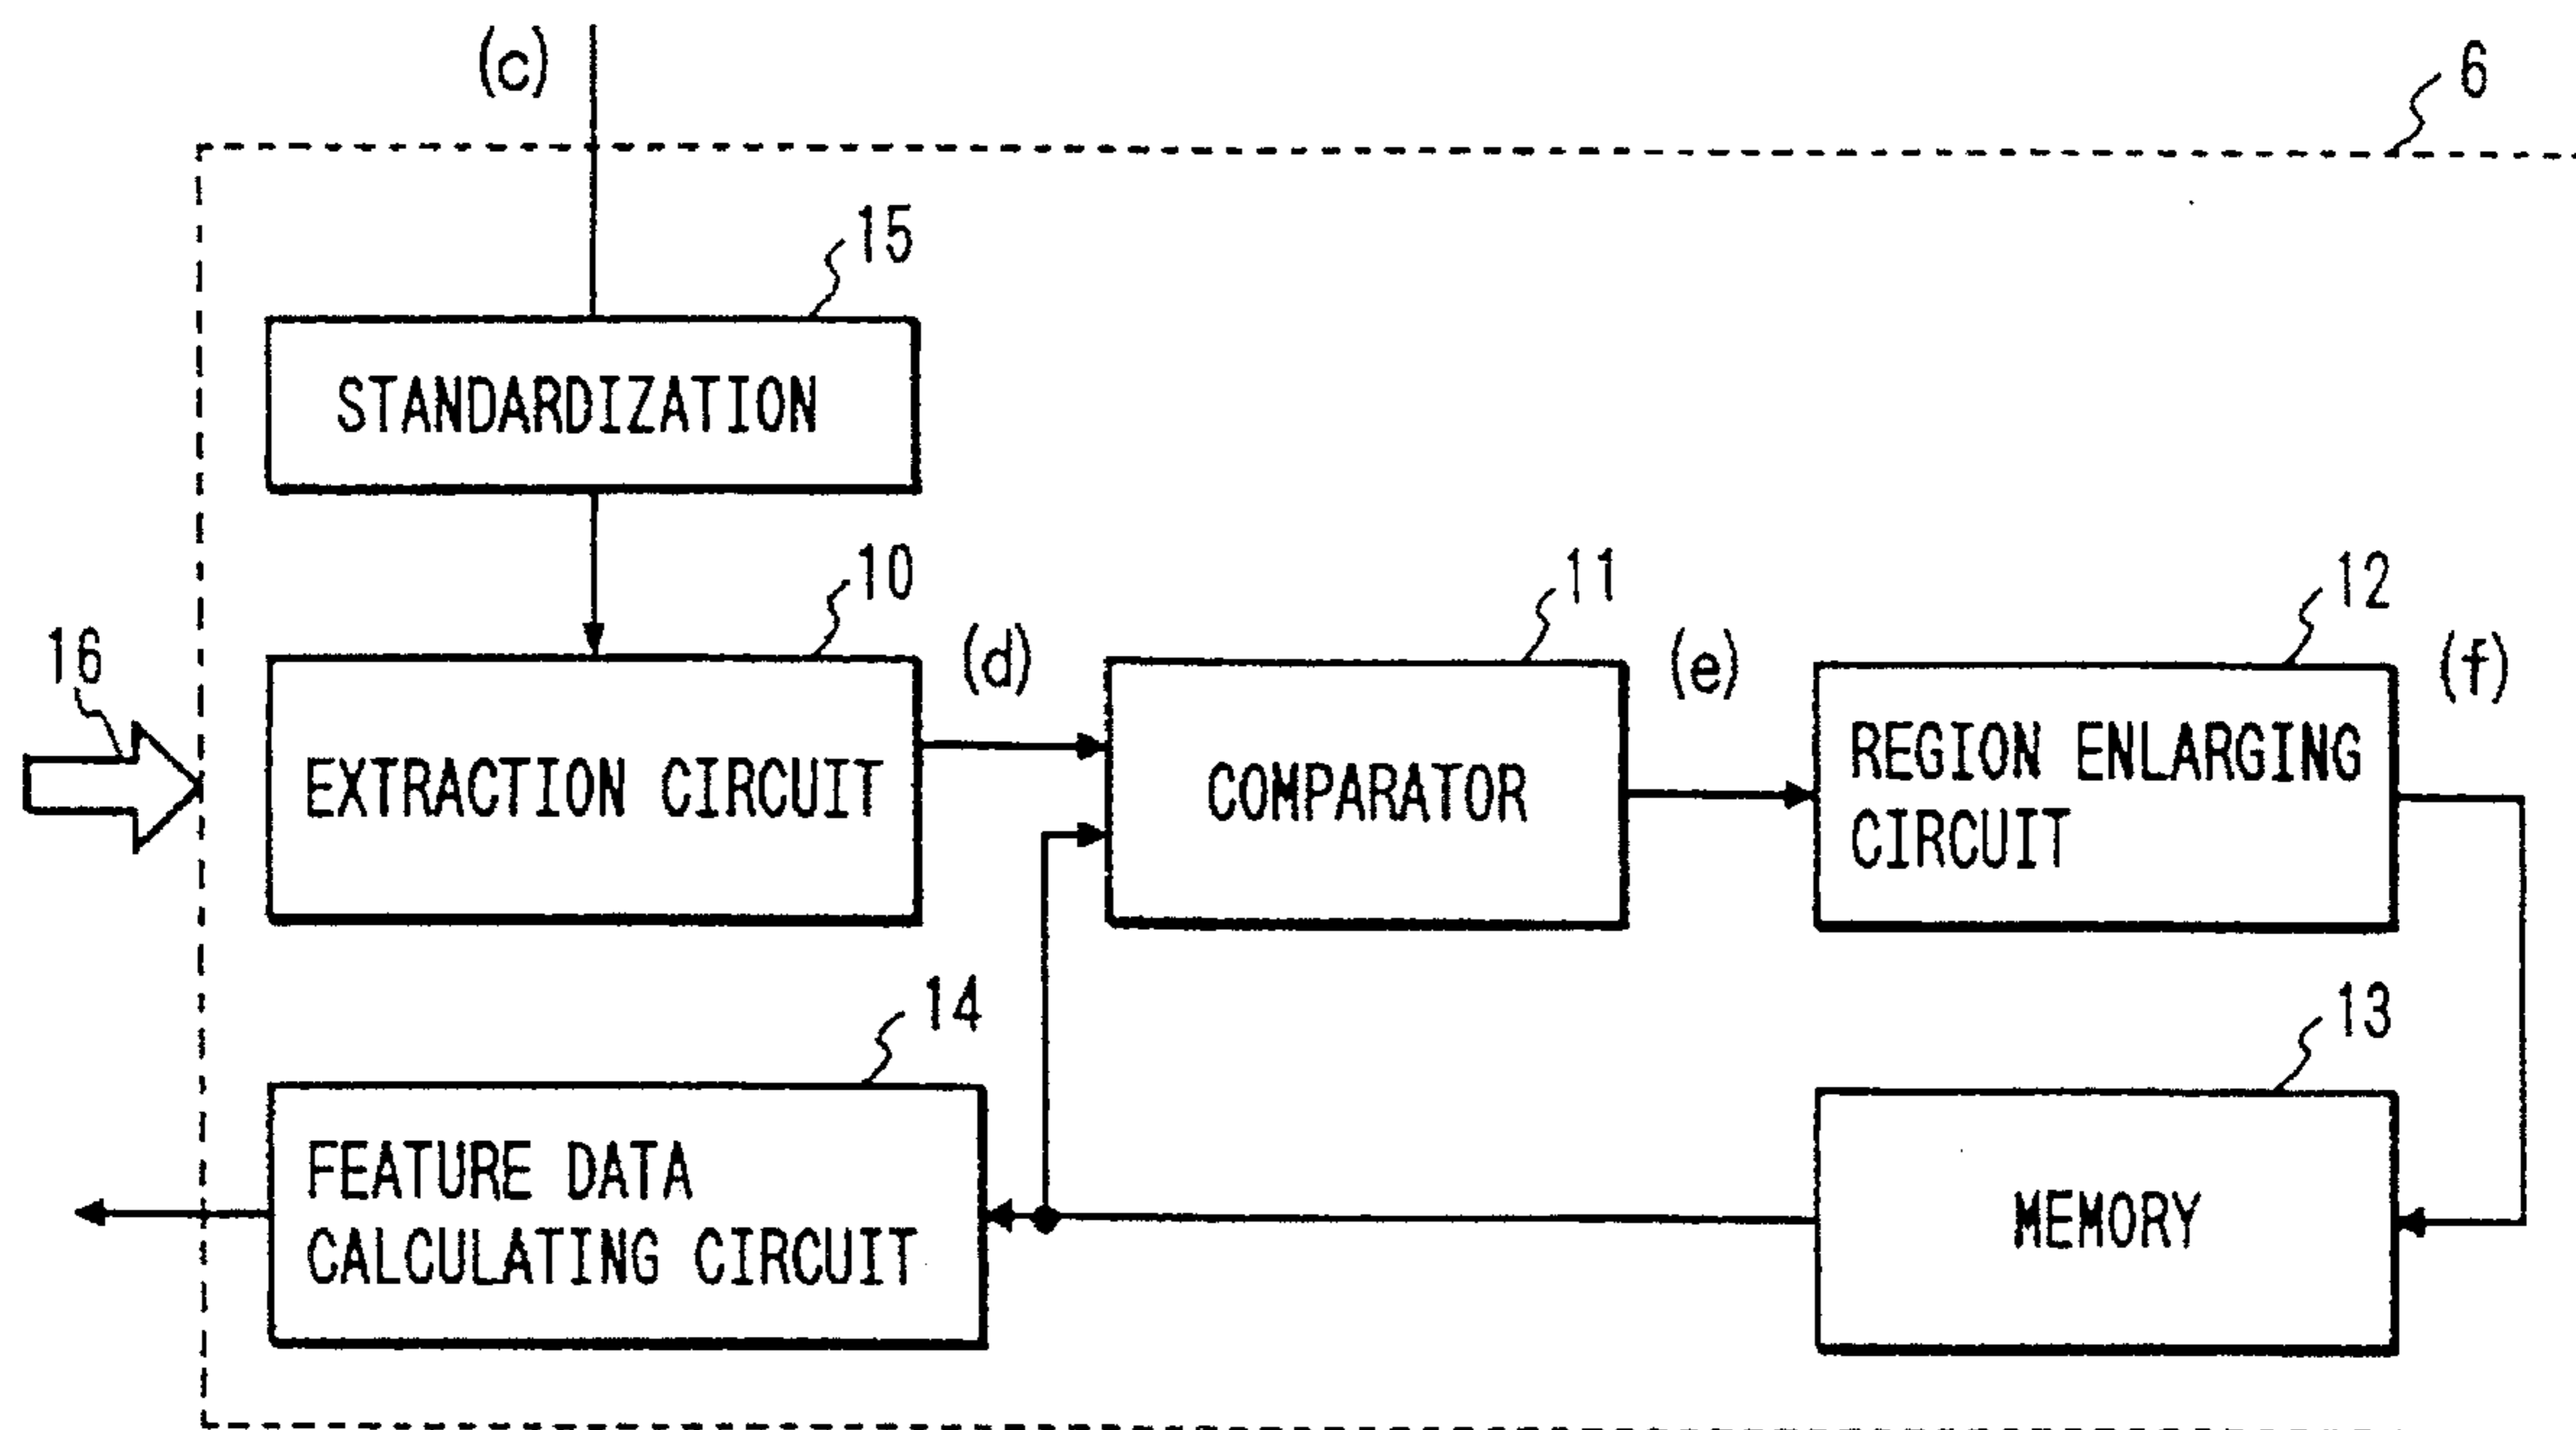 (c)
6
15
STANDARDIZATION
10
11
12
16
(d)
(e)
(f)
EXTRACTION CIRCUIT
COMPARATOR
REGION ENLARGING
CIRCUIT
14
13
FEATURE DATA
CALCULATING CIRCUIT
MEMORY